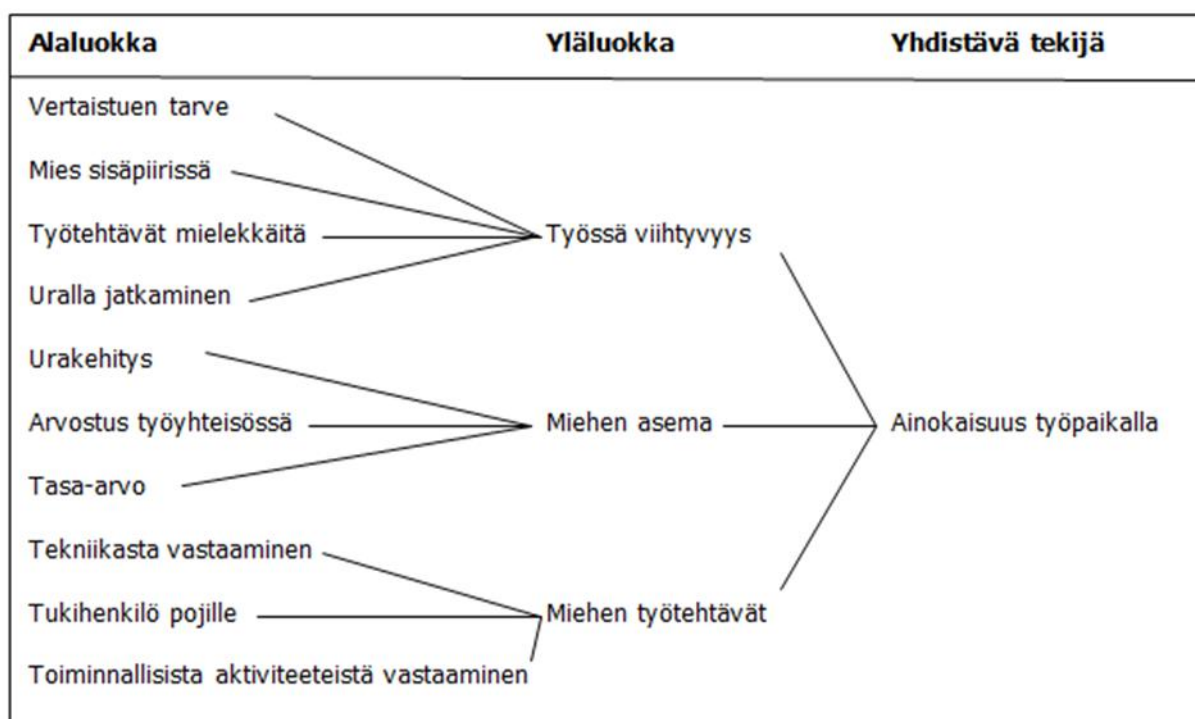 Alaluokka Yläluokka Yhdistävä tekijä
Vertaistuen tarve
Mies sisäpiirissä
Työtehtävät mielekkäitä Työssä viihtyvyys
Uralla jatkaminen
Urakehitys
Arvostus työyhteisössä Miehen asema Ainokaisuus työpaikalla
Tasa-arvo
Tekniikasta vastaaminen
Tukihenkilö pojille Miehen työtehtävät
Toiminnallisista aktiviteeteistä vastaaminen